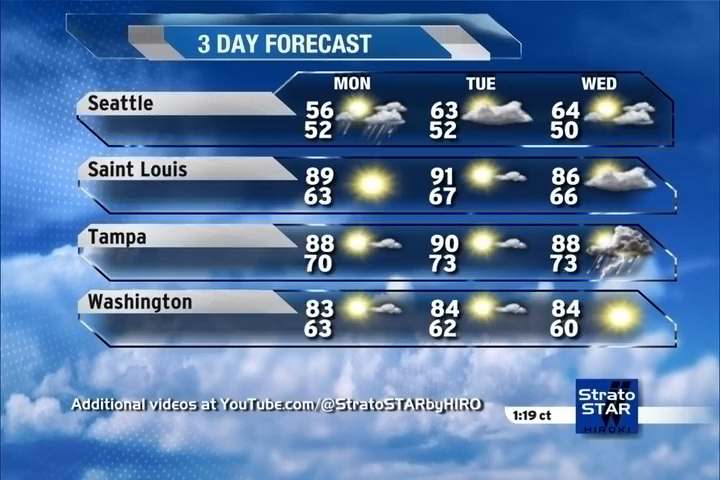 3 DAY FORECAST
MON TUE WED
Seattle 56 63 64
52 52 50
Saint Louis 89 91 86
63 67 66
Tampa 88 90 88
70 73 73
Washington 83 84 84
63 62 60
Additional videos at YouTube.com/@StratoSTARbyHIRO
1:19 ct
Strato
STAR
HIROKI